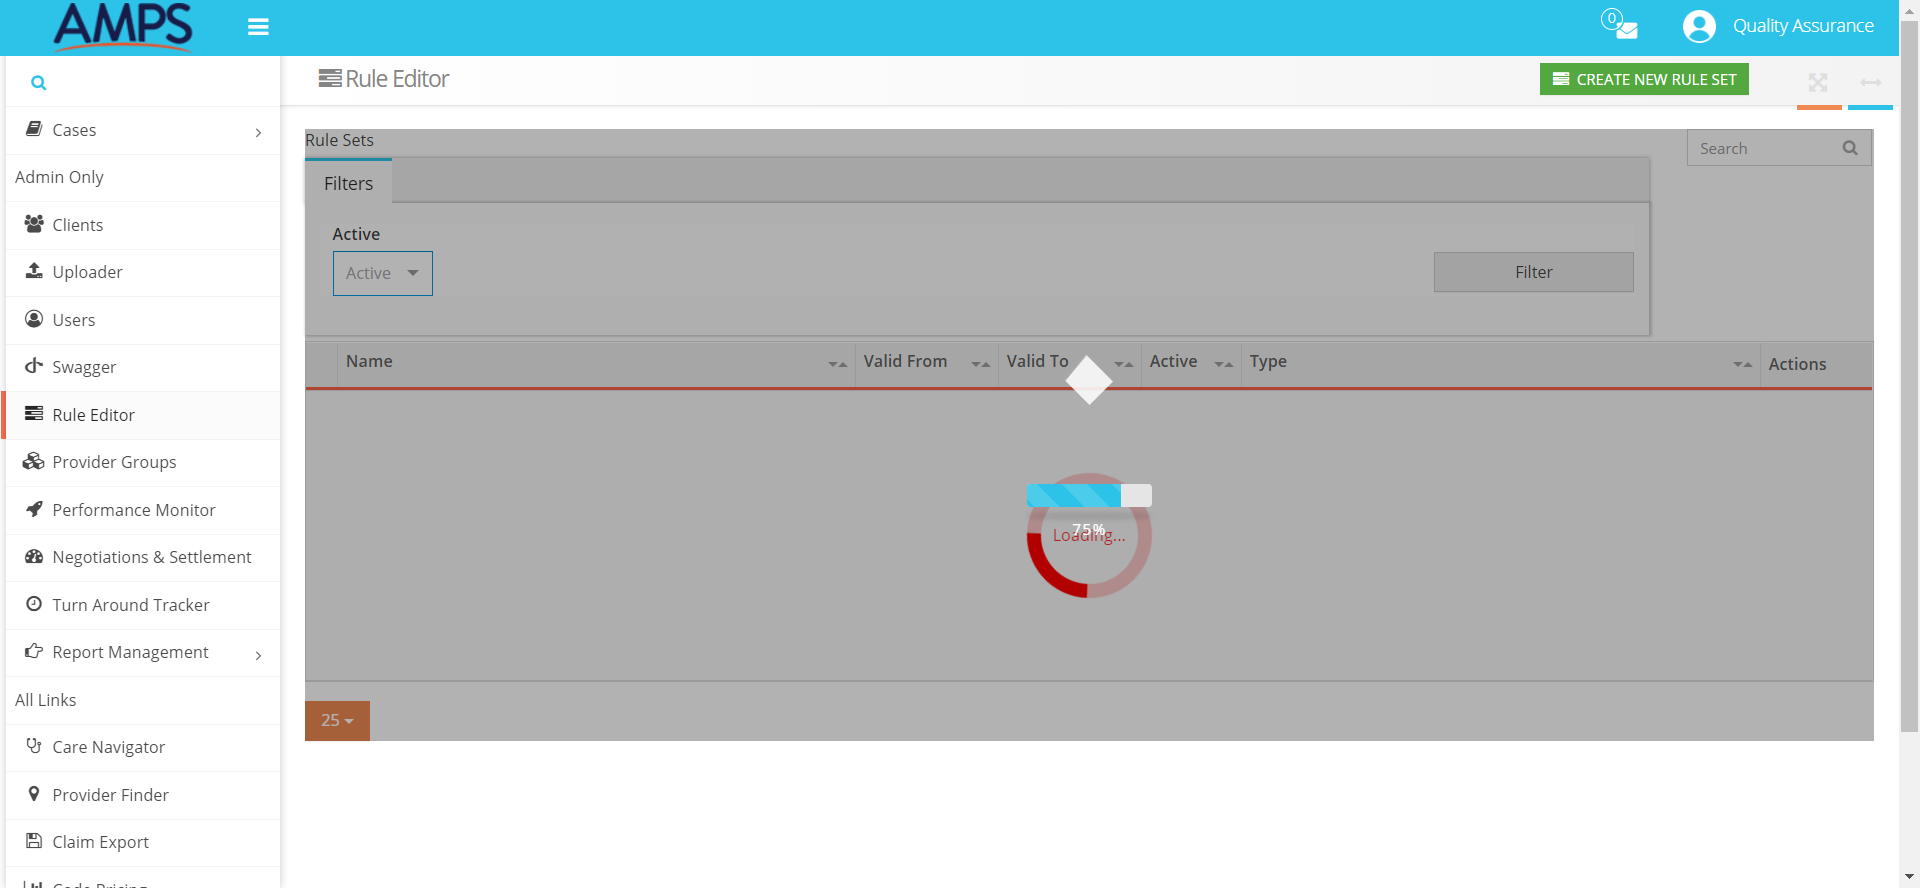 AMPS
0
Quality Assurance
Rule Editor
CREATE NEW RULE SET
Cases
Admin Only
Clients
Uploader
Users
Swagger
Rule Editor
Provider Groups
Performance Monitor
Negotiations & Settlement
Turn Around Tracker
Report Management
All Links
Care Navigator
Provider Finder
Claim Export
Code Pricing
Rule Sets
Search
Filters
Active
Active
Filter
Name
Valid From
Valid To
Active
Type
Actions
75%
Loading...
25